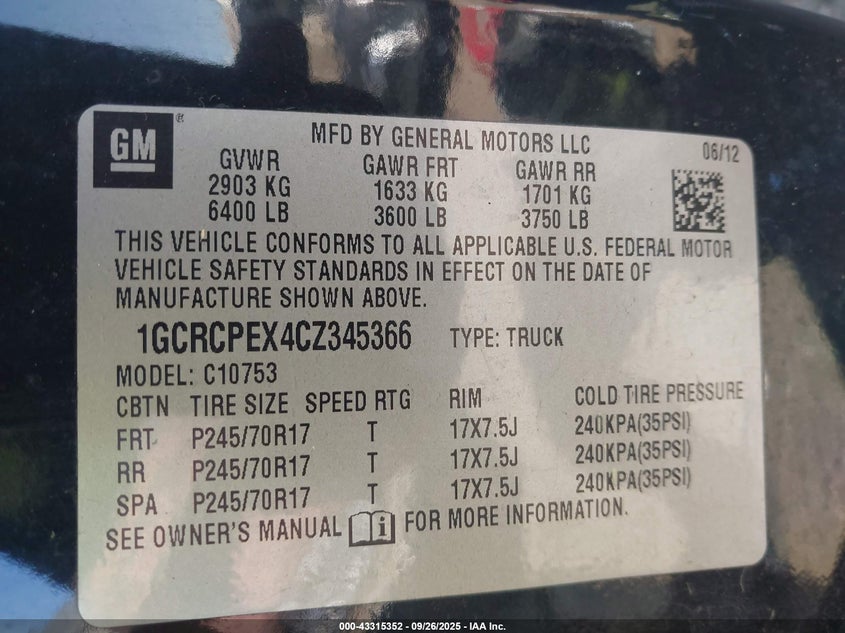 GM
MFD BY GENERAL MOTORS LLC
06/12
GVWR GAWR FRT GAWR RR
2903 KG 1633 KG 1701 KG
6400 LB 3600 LB 3750 LB
THIS VEHICLE CONFORMS TO ALL APPLICABLE U.S. FEDERAL MOTOR
VEHICLE SAFETY STANDARDS IN EFFECT ON THE DATE OF
MANUFACTURE SHOWN ABOVE.
1GCRCPEX4CZ345366 TYPE: TRUCK
MODEL: C10753
CBTN TIRE SIZE SPEED RTG RIM COLD TIRE PRESSURE
FRT P245/70R17 T 17X7.5J 240KPA(35PSI)
RR P245/70R17 T 17X7.5J 240KPA(35PSI)
SPA P245/70R17 T 17X7.5J 240KPA(35PSI)
SEE OWNER'S MANUAL i FOR MORE INFORMATION.
000-43315352 - 09/26/2025 - IAA Inc.